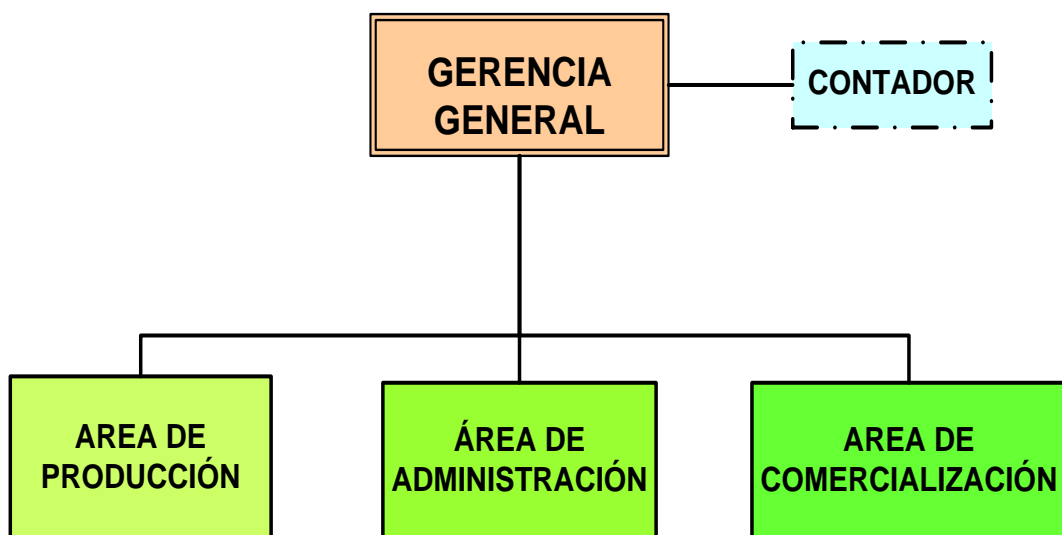 GERENCIA
GENERAL
CONTADOR
AREA DE
PRODUCCIÓN
ÁREA DE
ADMINISTRACIÓN
AREA DE
COMERCIALIZACIÓN